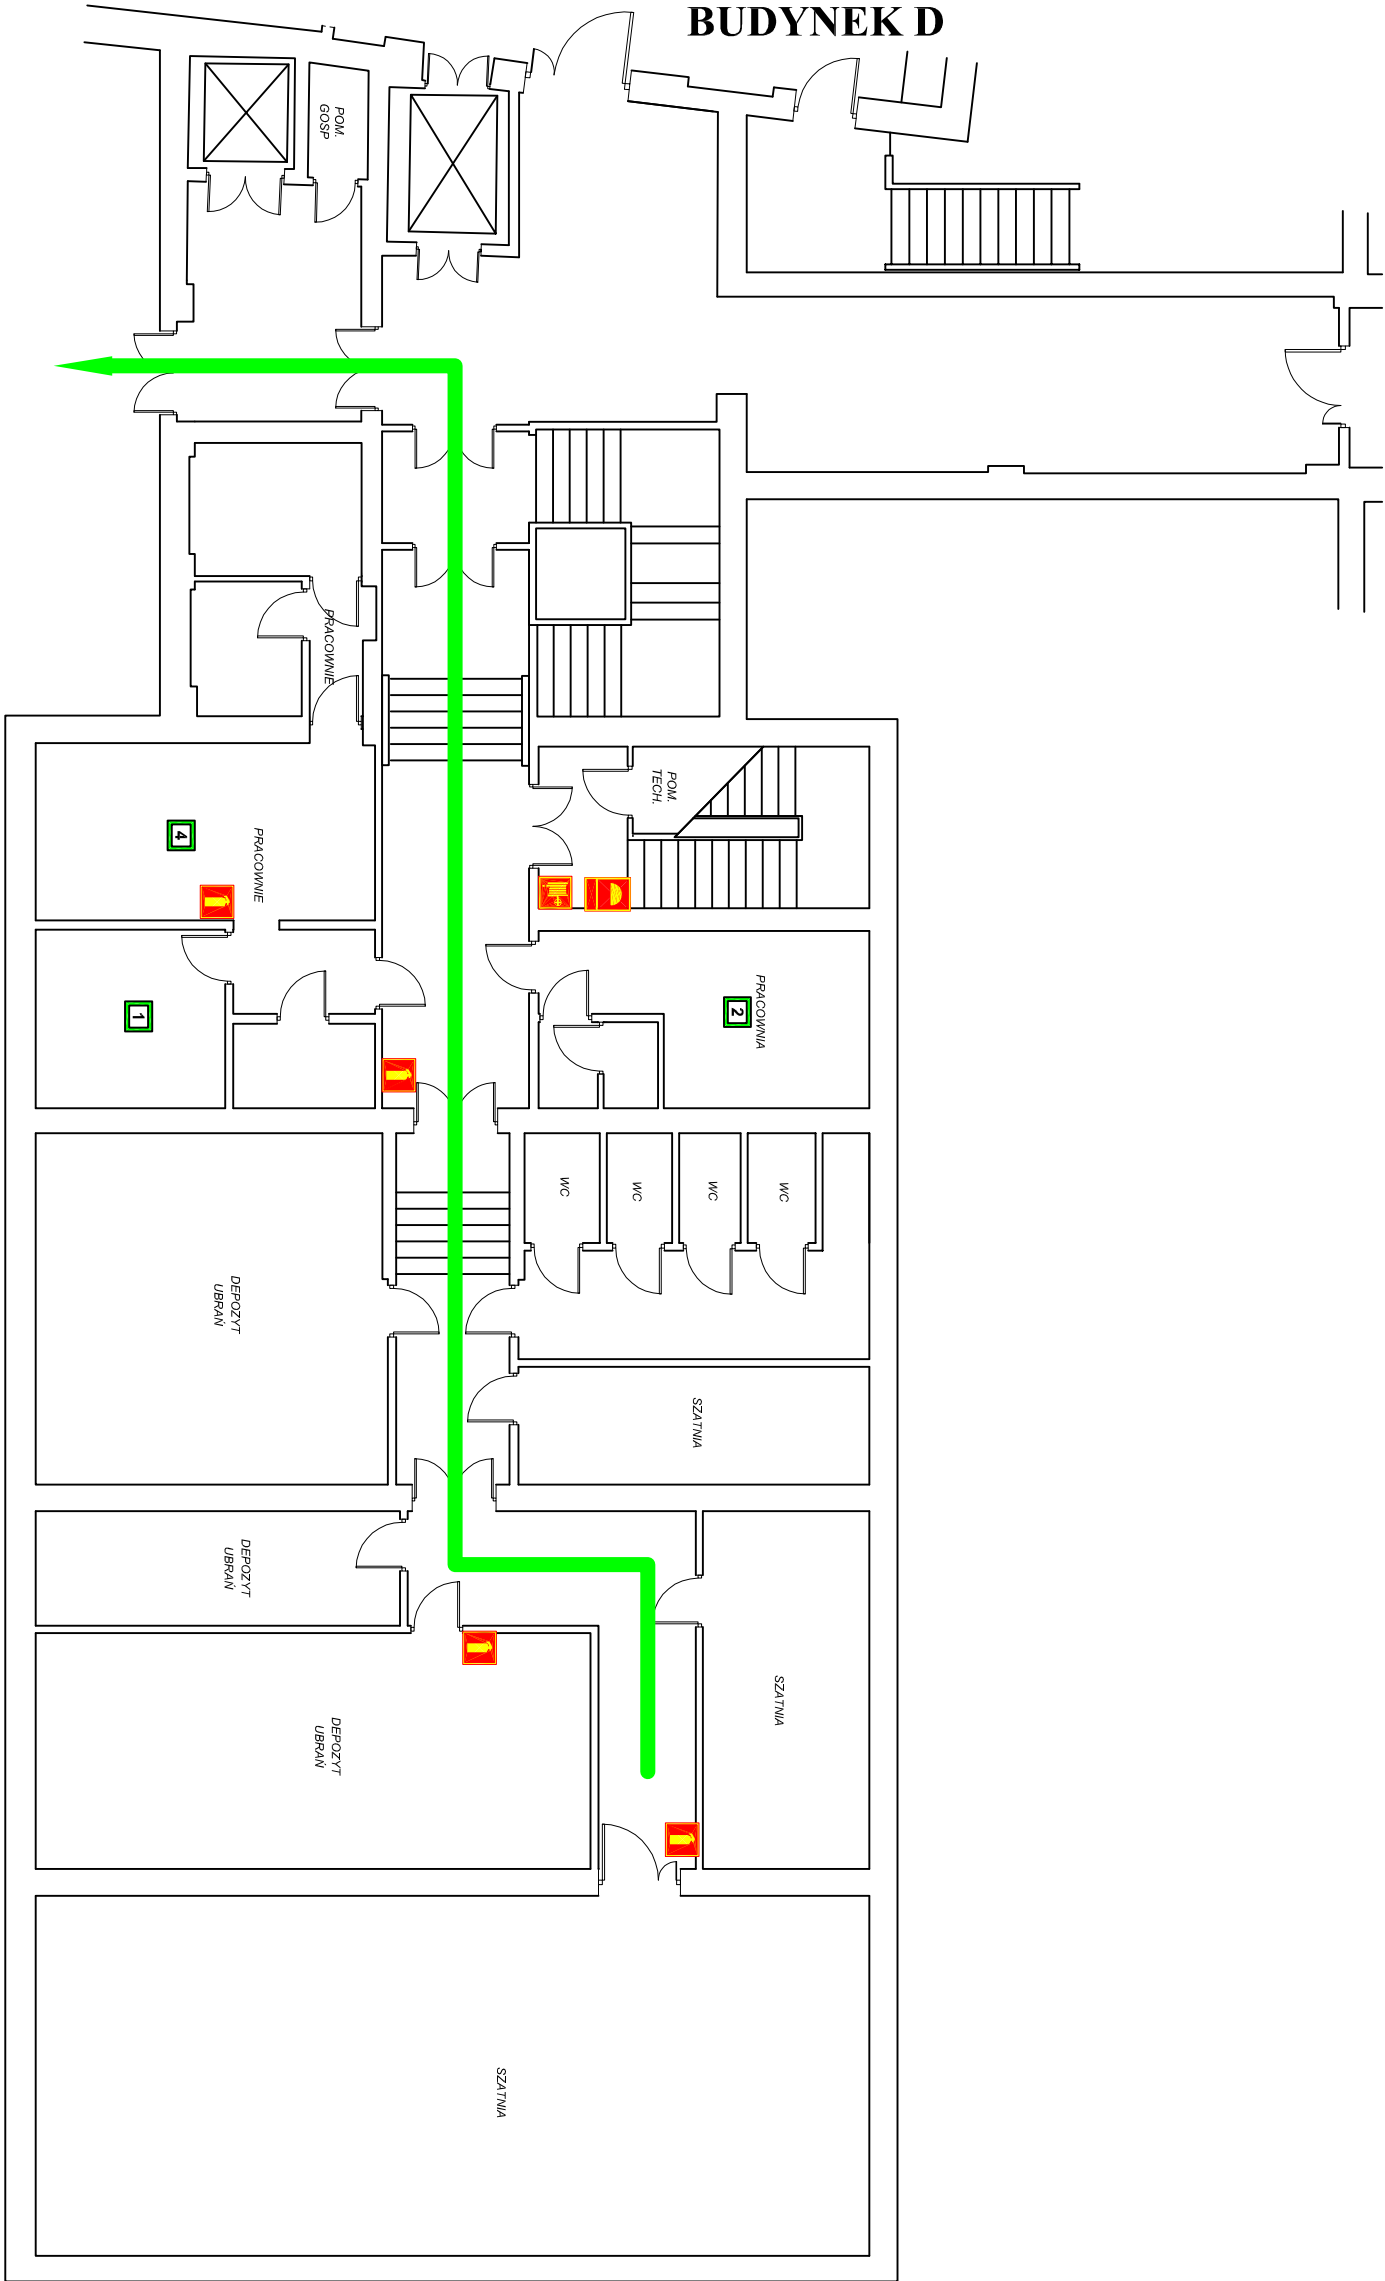 BUDYNEK D
POM.
GOSP
PRACOWNIE
POM.
TECH.
4
PRACOWNIE
1
2
PRACOWNIA
WC
WC
WC
WC
DEPOZYT
UBRAŃ
SZATNIA
DEPOZYT
UBRAŃ
SZATNIA
DEPOZYT
UBRAŃ
SZATNIA